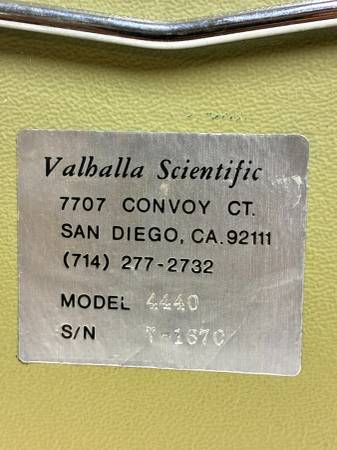 Valhalla Scientific
7707 CONVOY CT.
SAN DIEGO, CA. 92111
(714) 277-2732
MODEL 4440
S/N